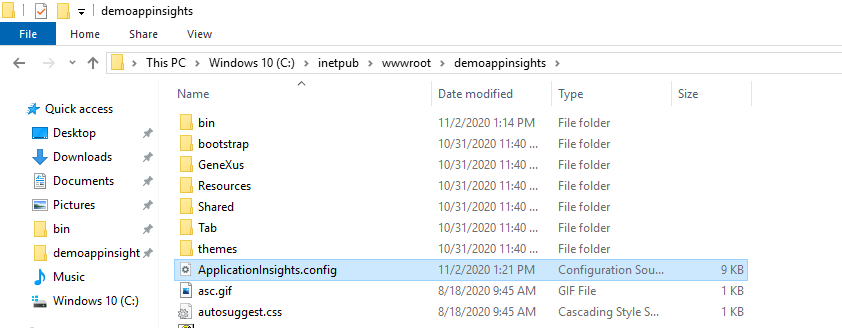 demoappinsights
File Home Share View
This PC Windows 10 (C:) inetpub wwwroot demoappinsights
Name Date modified Type Size
Quick access
Desktop
Downloads
Documents
Pictures
bin
demoappinsight
Music
Windows 10 (C:)
bin 11/2/2020 1:14 PM File folder
bootstrap 10/31/2020 11:40 ... File folder
GeneXus 10/31/2020 11:40 ... File folder
Resources 10/31/2020 11:40 ... File folder
Shared 10/31/2020 11:40 ... File folder
Tab 10/31/2020 11:40 ... File folder
themes 10/31/2020 11:40 ... File folder
ApplicationInsights.config 11/2/2020 1:21 PM Configuration Sou... 9 KB
asc.gif 8/18/2020 9:45 AM GIF File 1 KB
autosuggest.css 8/18/2020 9:45 AM Cascading Style S... 1 KB